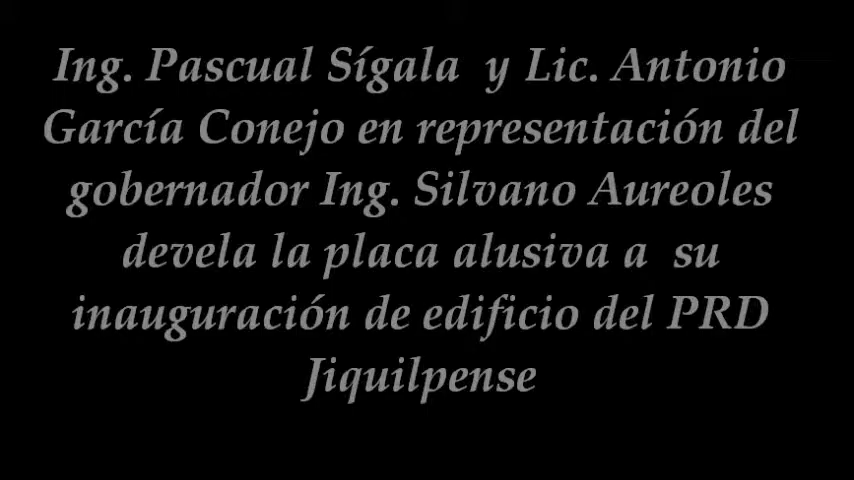 Ing. Pascual Sígala y Lic. Antonio
García Conejo en representación del
gobernador Ing. Silvano Aureoles
devela la placa alusiva a su
inauguración de edificio del PRD
Jiquilpense